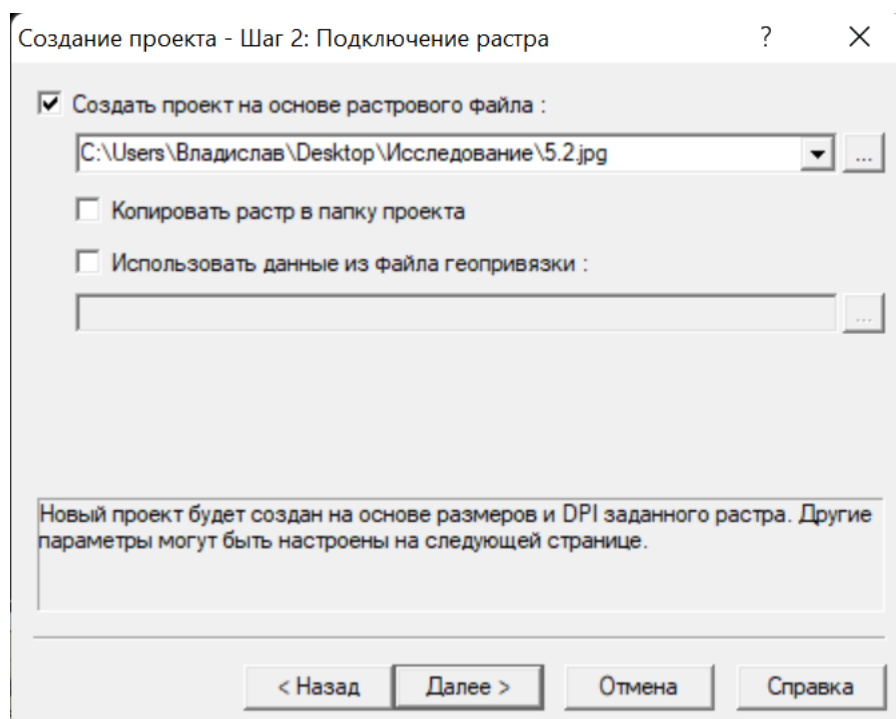 Создание проекта - Шаг 2: Подключение растра ?
Создать проект на основе растрового файла :
C:\Users\Владислав\Desktop\Исследование\5.2.jpg ...
Копировать растр в папку проекта
Использовать данные из файла геопривязки :
...
Новый проект будет создан на основе размеров и DPI заданного растра. Другие
параметры могут быть настроены на следующей странице.
< Назад Далее > Отмена Справка